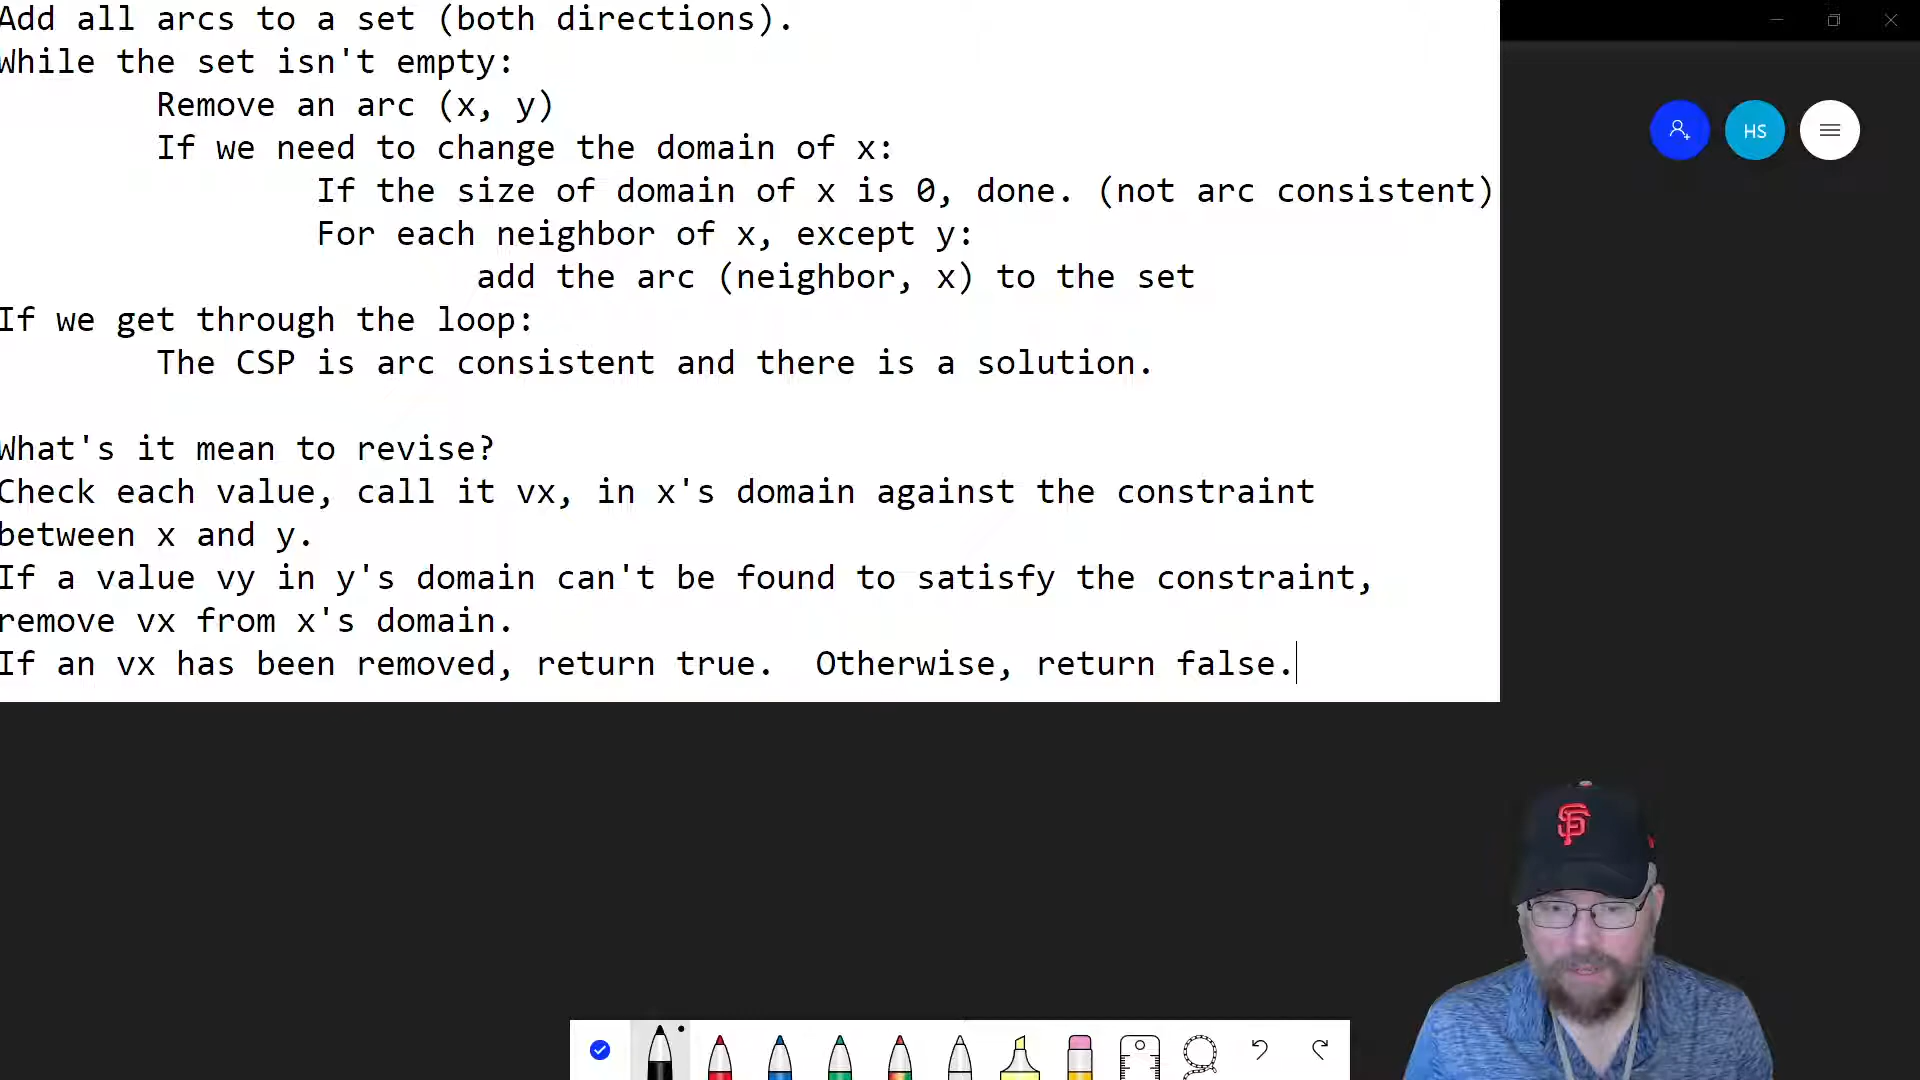 Add all arcs to a set (both directions).
While the set isn't empty:
Remove an arc (x, y)
If we need to change the domain of x:
If the size of domain of x is 0, done. (not arc consistent)
For each neighbor of x, except y:
add the arc (neighbor, x) to the set
If we get through the loop:
The CSP is arc consistent and there is a solution.
What's it mean to revise?
Check each value, call it vx, in x's domain against the constraint
between x and y.
If a value vy in y's domain can't be found to satisfy the constraint,
remove vx from x's domain.
If an vx has been removed, return true.  Otherwise, return false.
HS
SF